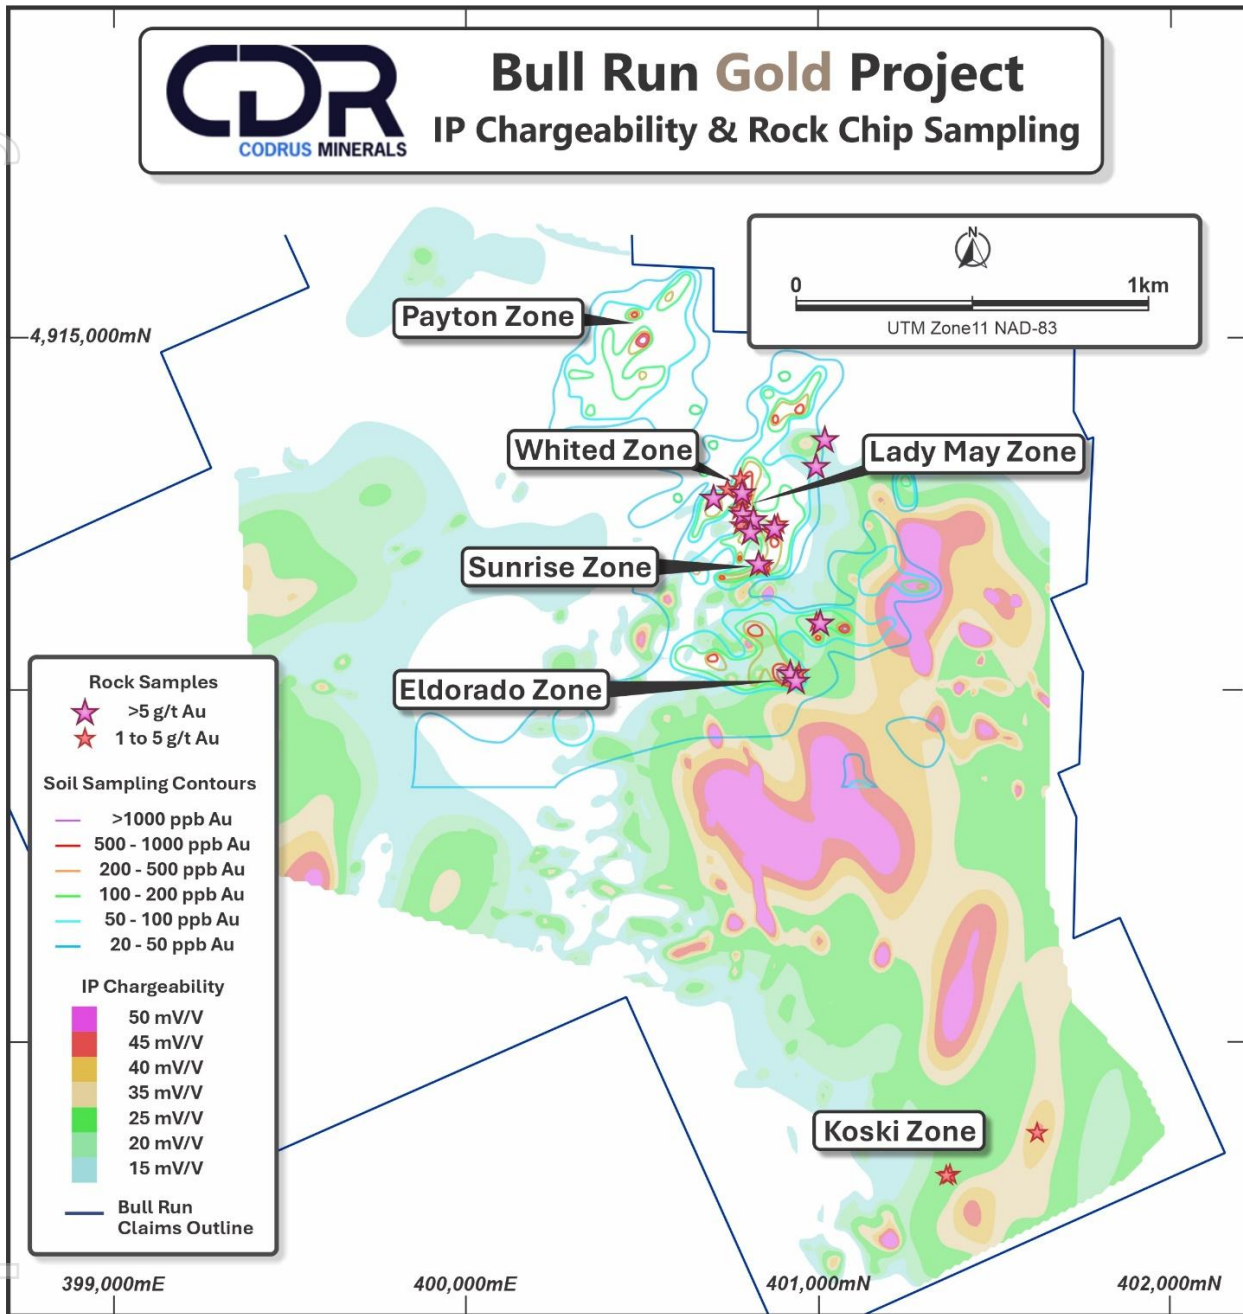 CDR
CODRUS MINERALS
Bull Run Gold Project
IP Chargeability & Rock Chip Sampling
N
0 1km
UTM Zone11 NAD-83
4,915,000mN
Payton Zone
Whited Zone
Lady May Zone
Sunrise Zone
Eldorado Zone
Koski Zone
Rock Samples
>5 g/t Au
1 to 5 g/t Au
Soil Sampling Contours
>1000 ppb Au
500 - 1000 ppb Au
200 - 500 ppb Au
100 - 200 ppb Au
50 - 100 ppb Au
20 - 50 ppb Au
IP Chargeability
50 mV/V
45 mV/V
40 mV/V
35 mV/V
25 mV/V
20 mV/V
15 mV/V
Bull Run
Claims Outline
399,000mE
400,000mE
401,000mN
402,000mN